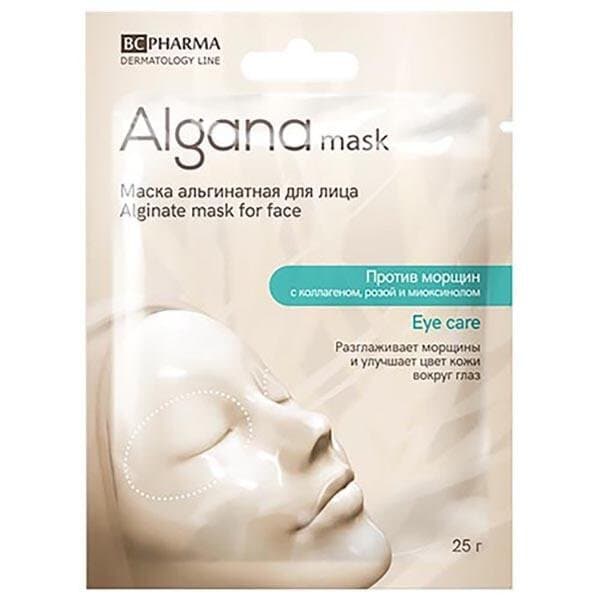 BC PHARMA
DERMATOLOGY LINE
Algana mask
Маска альгинатная для лица
Alginate mask for face
Против морщин
с коллагеном, розой и миоксинолом
Eye care
Разглаживает морщины
и улучшает цвет кожи
вокруг глаз
25 г